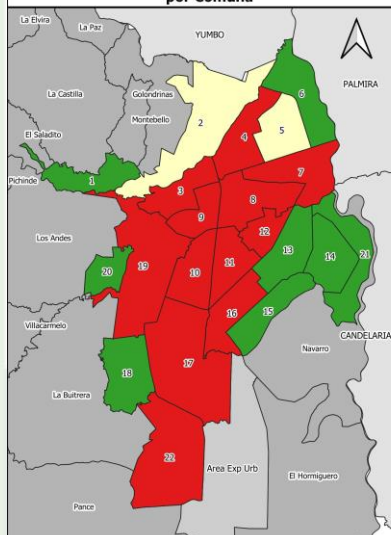 por Comuna
La Elvira
La Paz
YUMBO
La Castilla
Golondrinas
PALMIRA
6
2
Montebello
5
El Saladito
4
Pichinde
1
7
3
8
9
12
Los Andes
13
14
21
20
19
10
11
16
15
Villacarmelo
CANDELARIA
Navarro
17
18
La Buitrera
22
Area Exp Urb
El Hormiguero
Pance